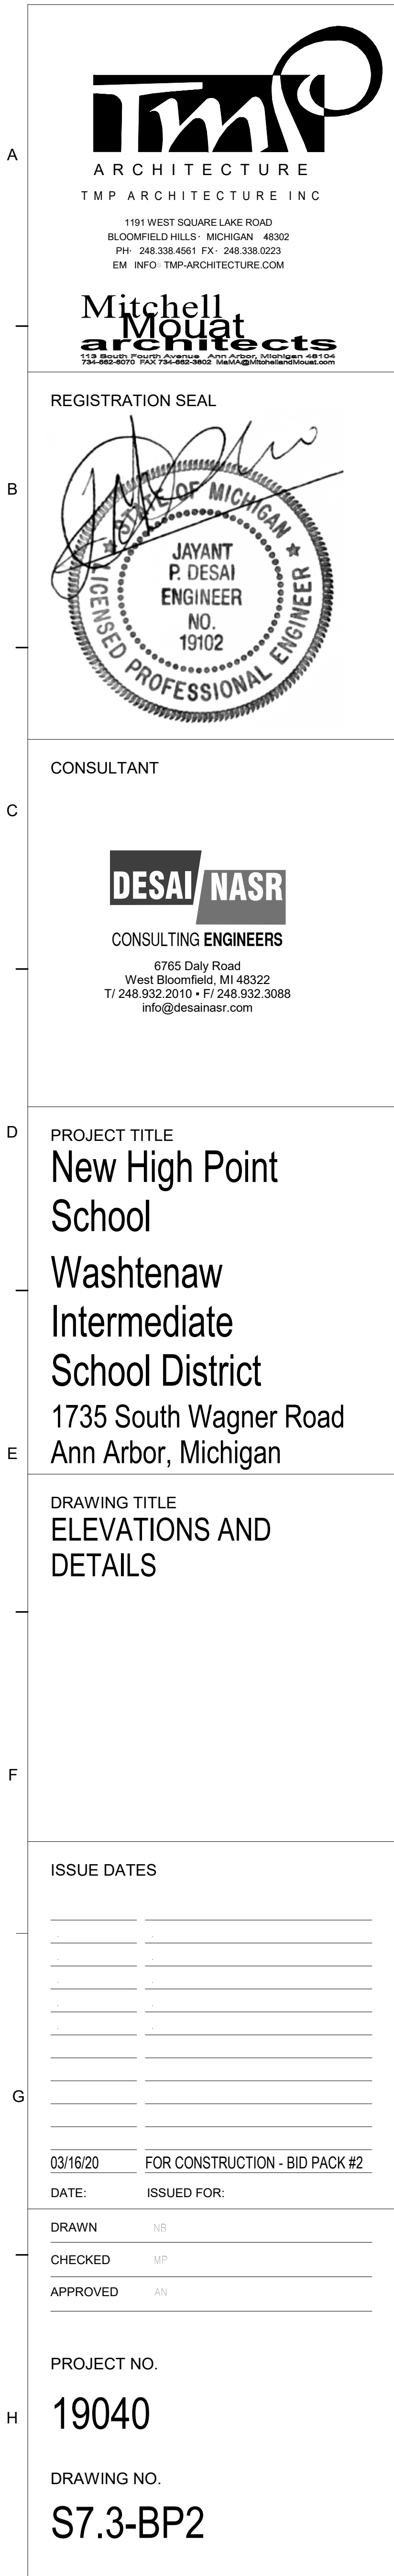 A
TMP
ARCHITECTURE
TMP ARCHITECTURE INC
1191 WEST SQUARE LAKE ROAD
BLOOMFIELD HILLS · MICHIGAN 48302
PH · 248.338.4561 FX · 248.338.0223
EM INFO TMP-ARCHITECTURE.COM
Mitchell
Mouat
architects
113 South Fourth Avenue Ann Arbor, Michigan 48104
734-662-6070 FAX 734-662-3802 MaMA@MitchellandMouat.com
REGISTRATION SEAL
B
STATE OF MICHIGAN
JAYANT
P. DESAI
ENGINEER
NO.
19102
LICENSED PROFESSIONAL ENGINEER
CONSULTANT
C
DESAI NASR
CONSULTING ENGINEERS
6765 Daly Road
West Bloomfield, MI 48322
T/ 248.932.2010 ▪ F/ 248.932.3088
info@desainasr.com
D
PROJECT TITLE
New High Point
School
Washtenaw
Intermediate
School District
1735 South Wagner Road
E
Ann Arbor, Michigan
DRAWING TITLE
ELEVATIONS AND
DETAILS
F
ISSUE DATES
G
03/16/20 FOR CONSTRUCTION - BID PACK #2
DATE: ISSUED FOR:
DRAWN NB
CHECKED MP
APPROVED AN
PROJECT NO.
H
19040
DRAWING NO.
S7.3-BP2